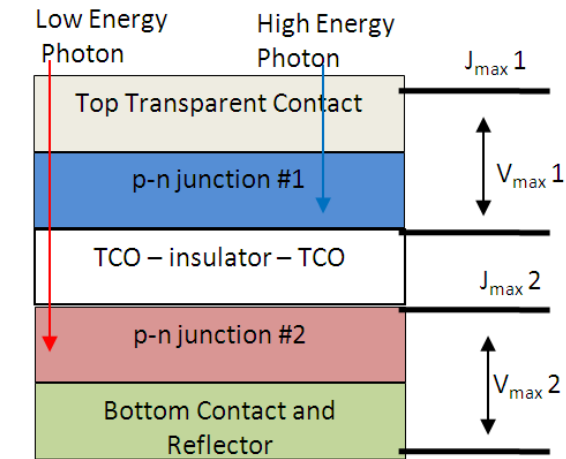 Low Energy
Photon
High Energy
Photon
Jmax 1
Top Transparent Contact
p-n junction #1
Vmax 1
TCO – insulator – TCO
Jmax 2
p-n junction #2
Vmax 2
Bottom Contact and
Reflector